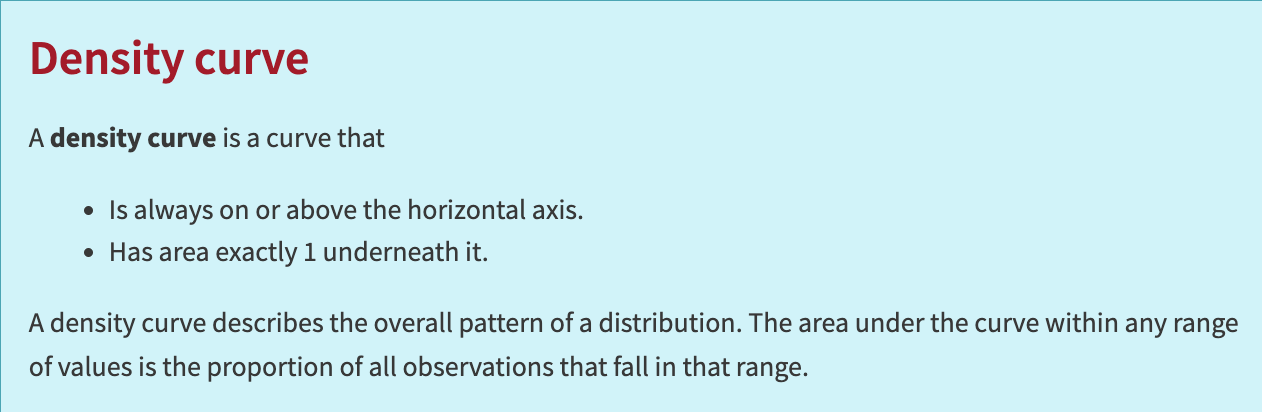 Density curve
A density curve is a curve that
• Is always on or above the horizontal axis.
• Has area exactly 1 underneath it.
A density curve describes the overall pattern of a distribution. The area under the curve within any range
of values is the proportion of all observations that fall in that range.